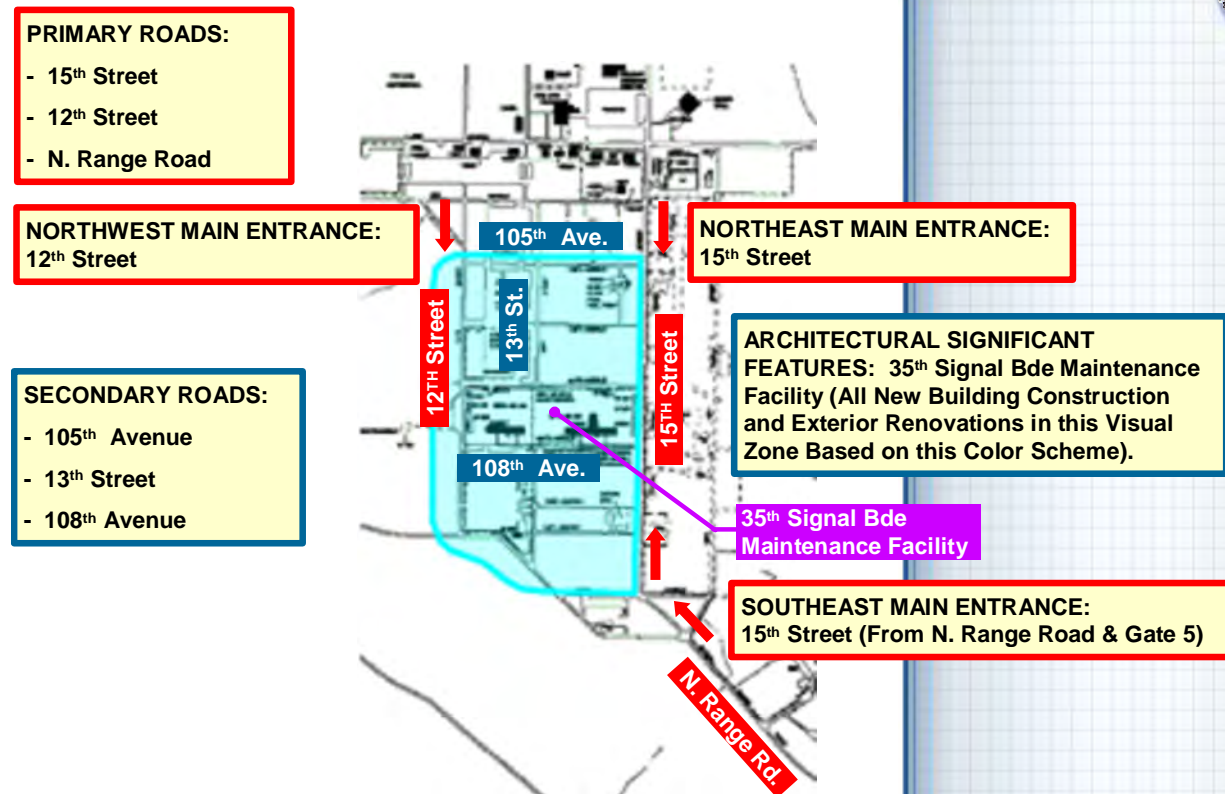 PRIMARY ROADS:
- 15th Street
- 12th Street
- N. Range Road
NORTHWEST MAIN ENTRANCE:
12th Street
105th Ave.
NORTHEAST MAIN ENTRANCE:
15th Street
12TH Street
13th St.
15TH Street
ARCHITECTURAL SIGNIFICANT
FEATURES: 35th Signal Bde Maintenance
Facility (All New Building Construction
and Exterior Renovations in this Visual
Zone Based on this Color Scheme).
SECONDARY ROADS:
- 105th Avenue
- 13th Street
- 108th Avenue
108th Ave.
35th Signal Bde
Maintenance Facility
SOUTHEAST MAIN ENTRANCE:
15th Street (From N. Range Road & Gate 5)
N. Range Rd.